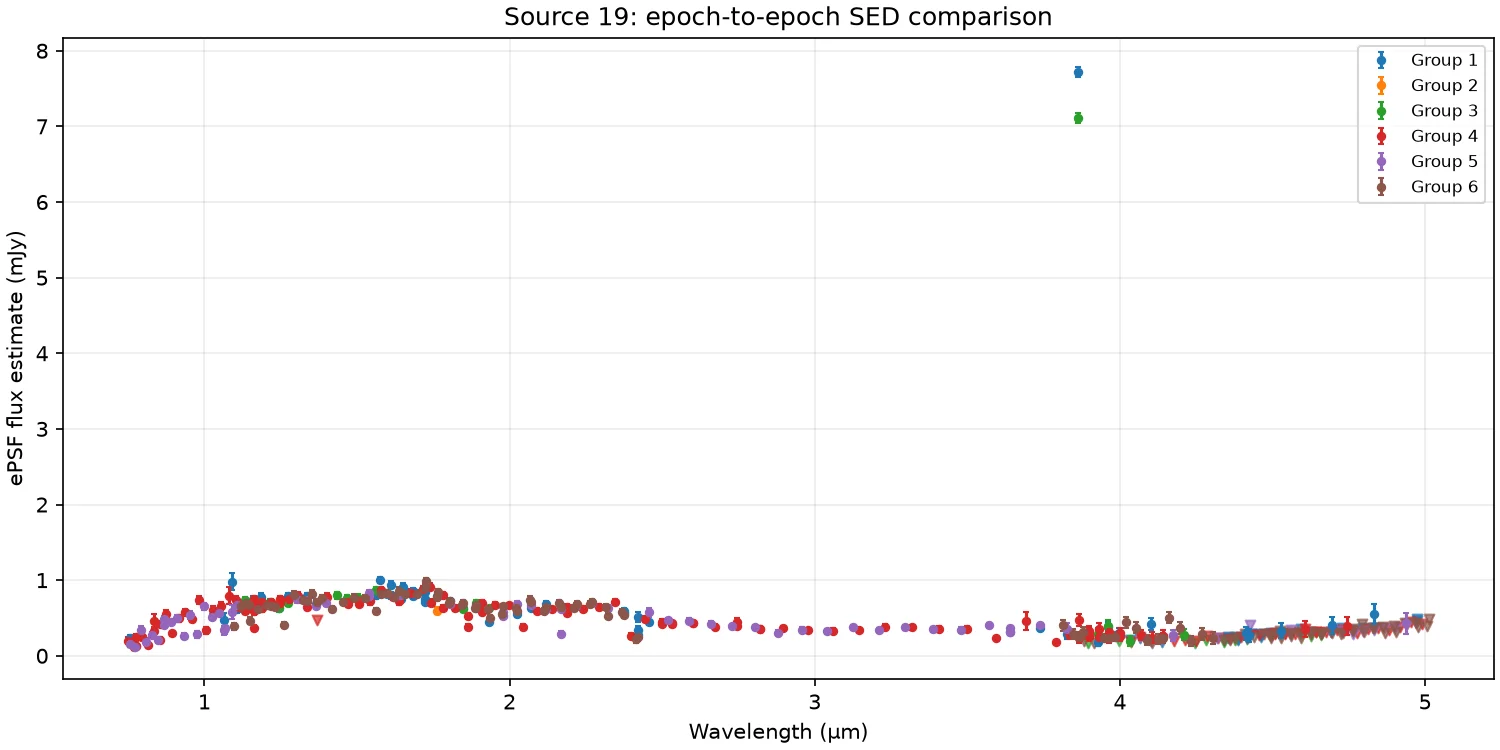 Source 19: epoch-to-epoch SED comparison
ePSF flux estimate (mJy)
8
7
6
5
4
3
2
1
0
Group 1
Group 2
Group 3
Group 4
Group 5
Group 6
1 2 3 4 5
Wavelength (μm)